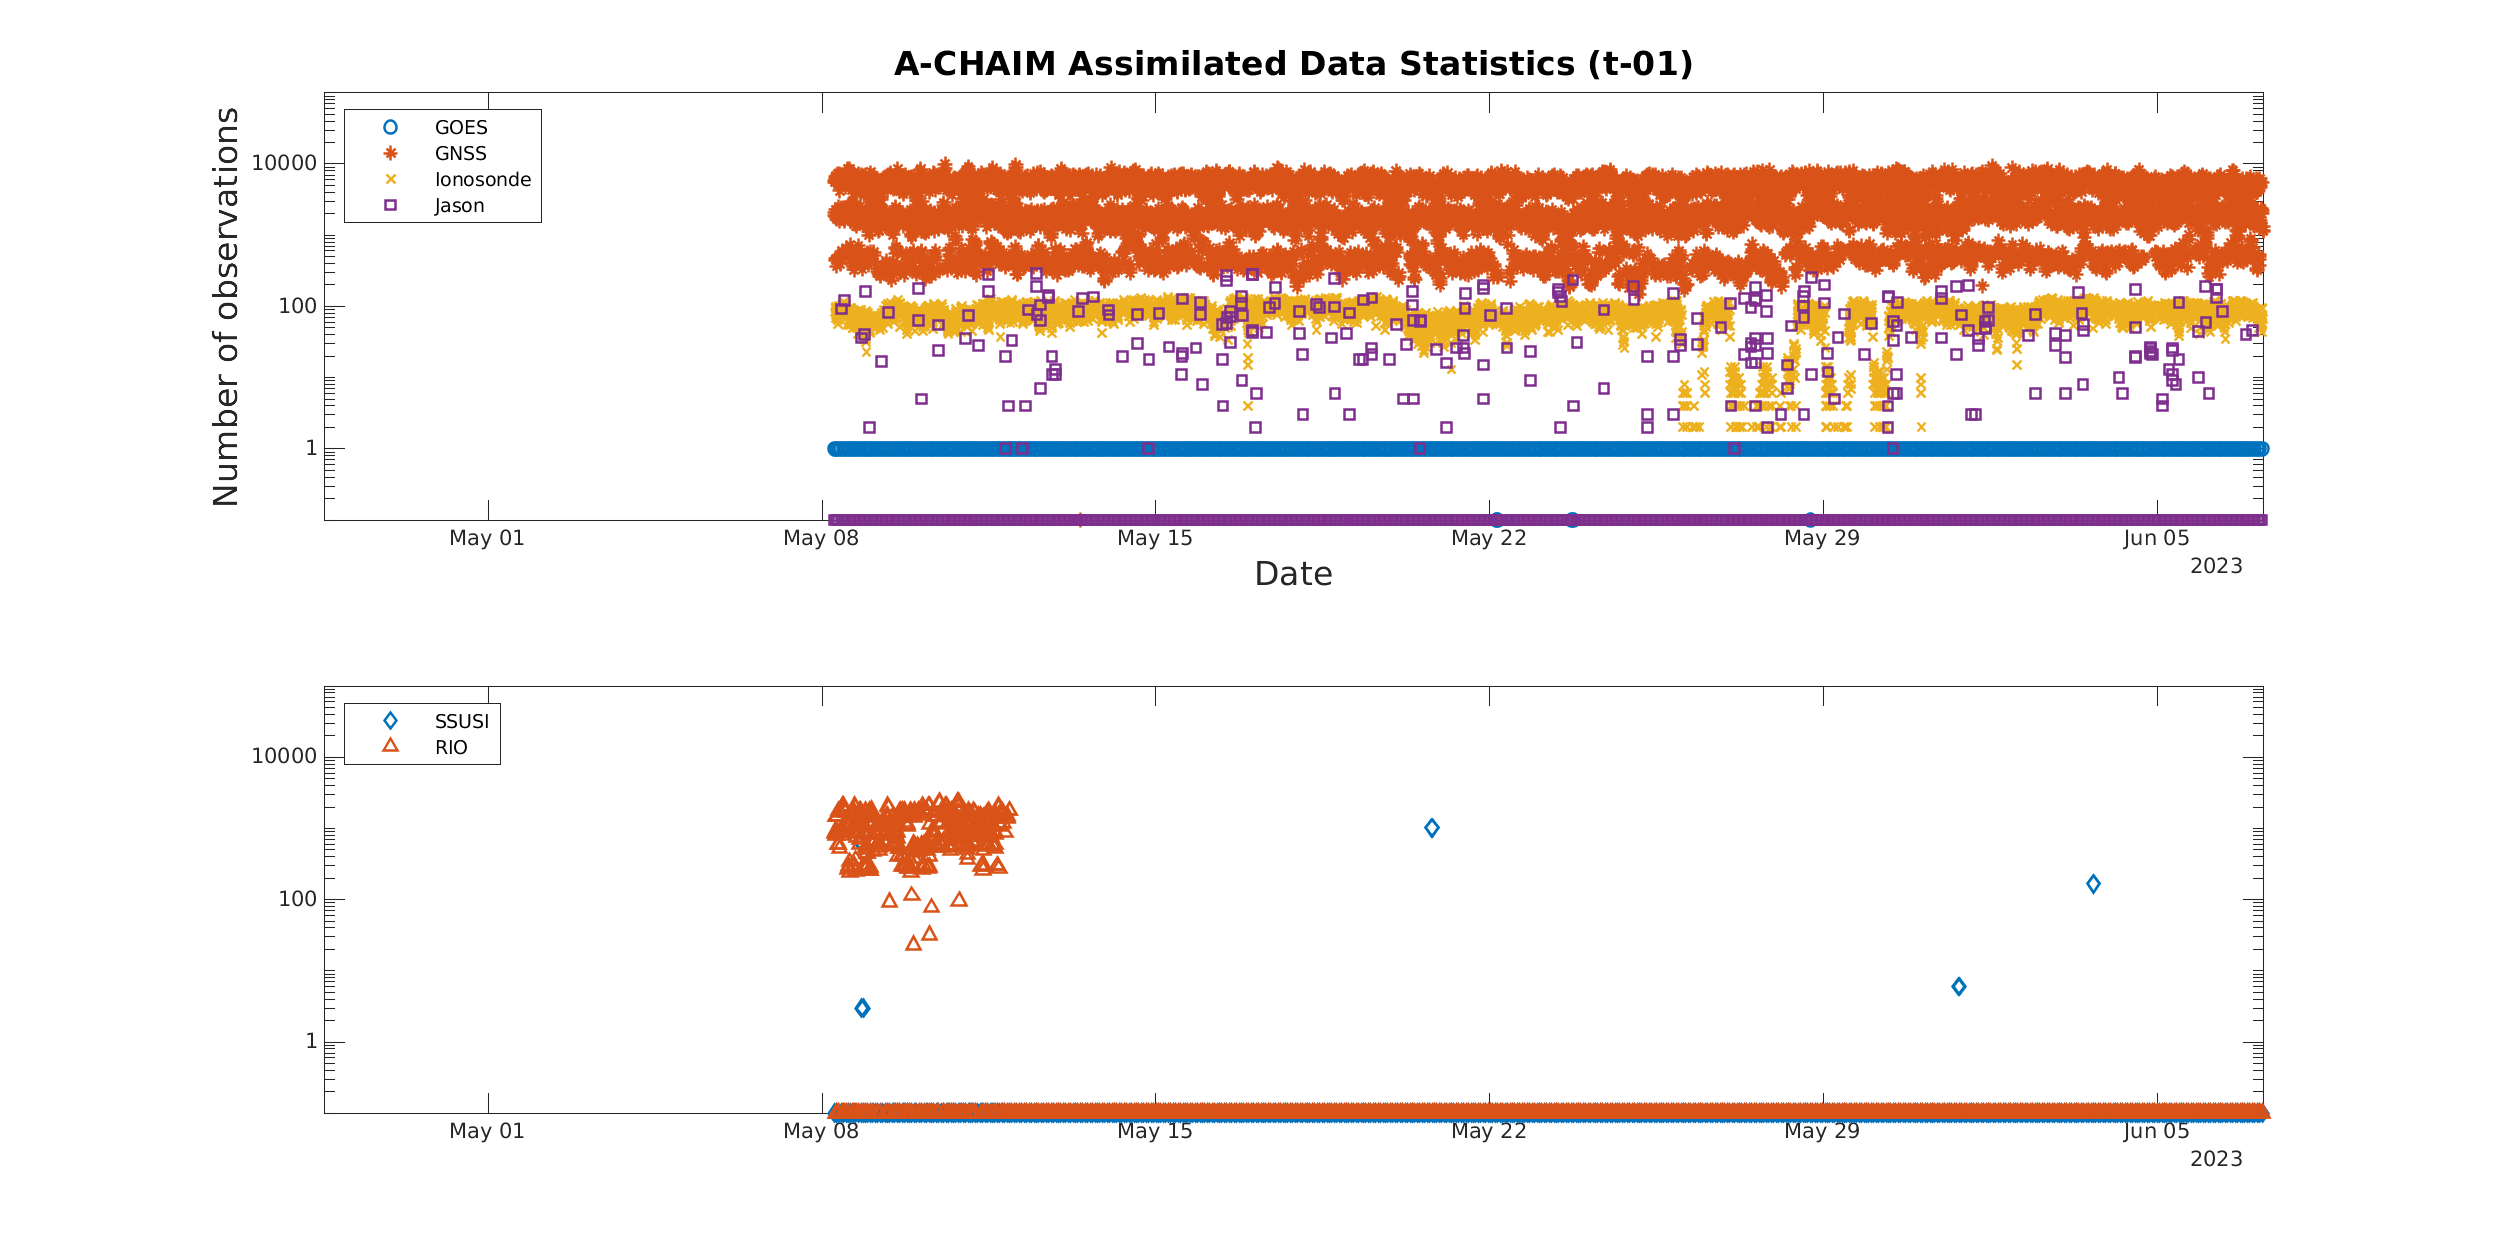 A-CHAIM Assimilated Data Statistics (t-01)
Number of observations
10000
100
1
GOES
GNSS
Ionosonde
Jason
May 01 May 08 May 15 May 22 May 29 Jun 05
2023
Date
10000
100
1
SSUSI
RIO
May 01 May 08 May 15 May 22 May 29 Jun 05
2023